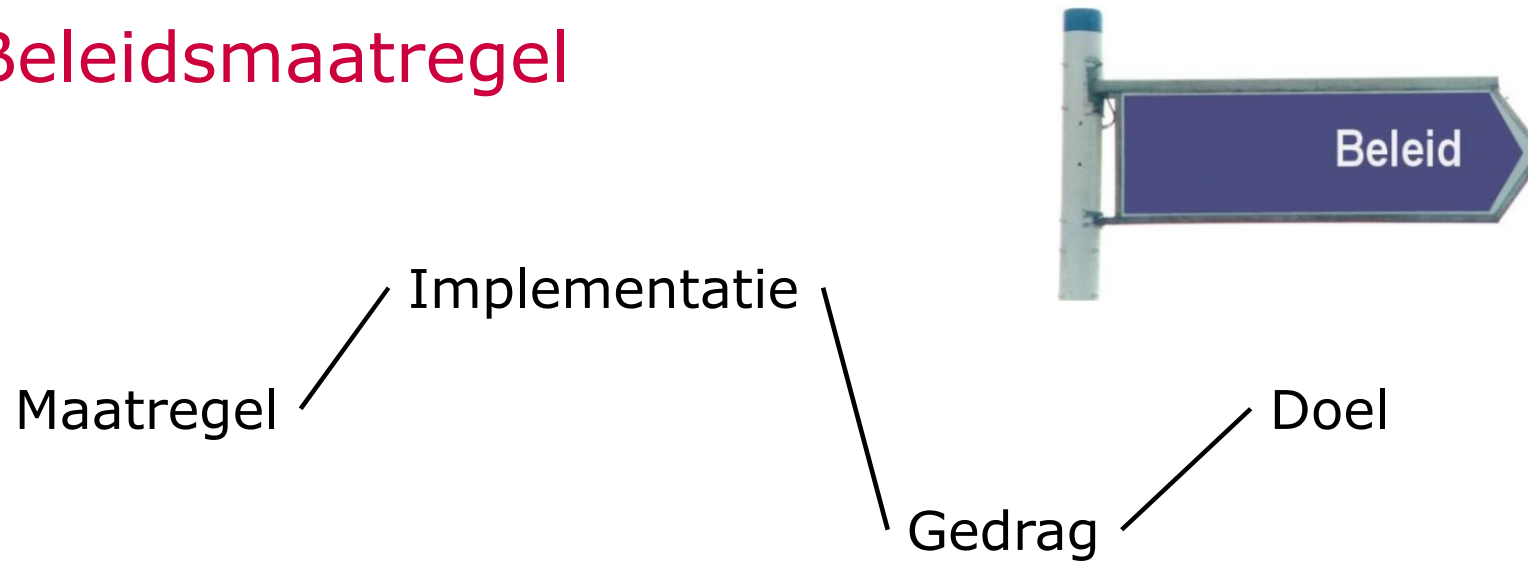 Beleidsmaatregel
Beleid
Implementatie
Maatregel
Doel
Gedrag